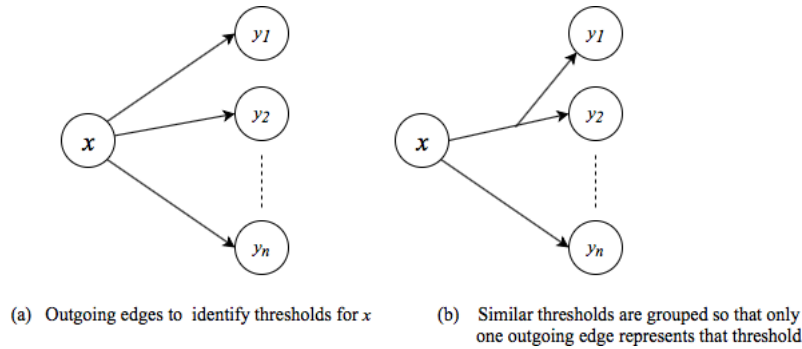 y1
y1
y2
y2
x
x
yn
yn
(a) Outgoing edges to identify thresholds for x
(b) Similar thresholds are grouped so that only
one outgoing edge represents that threshold